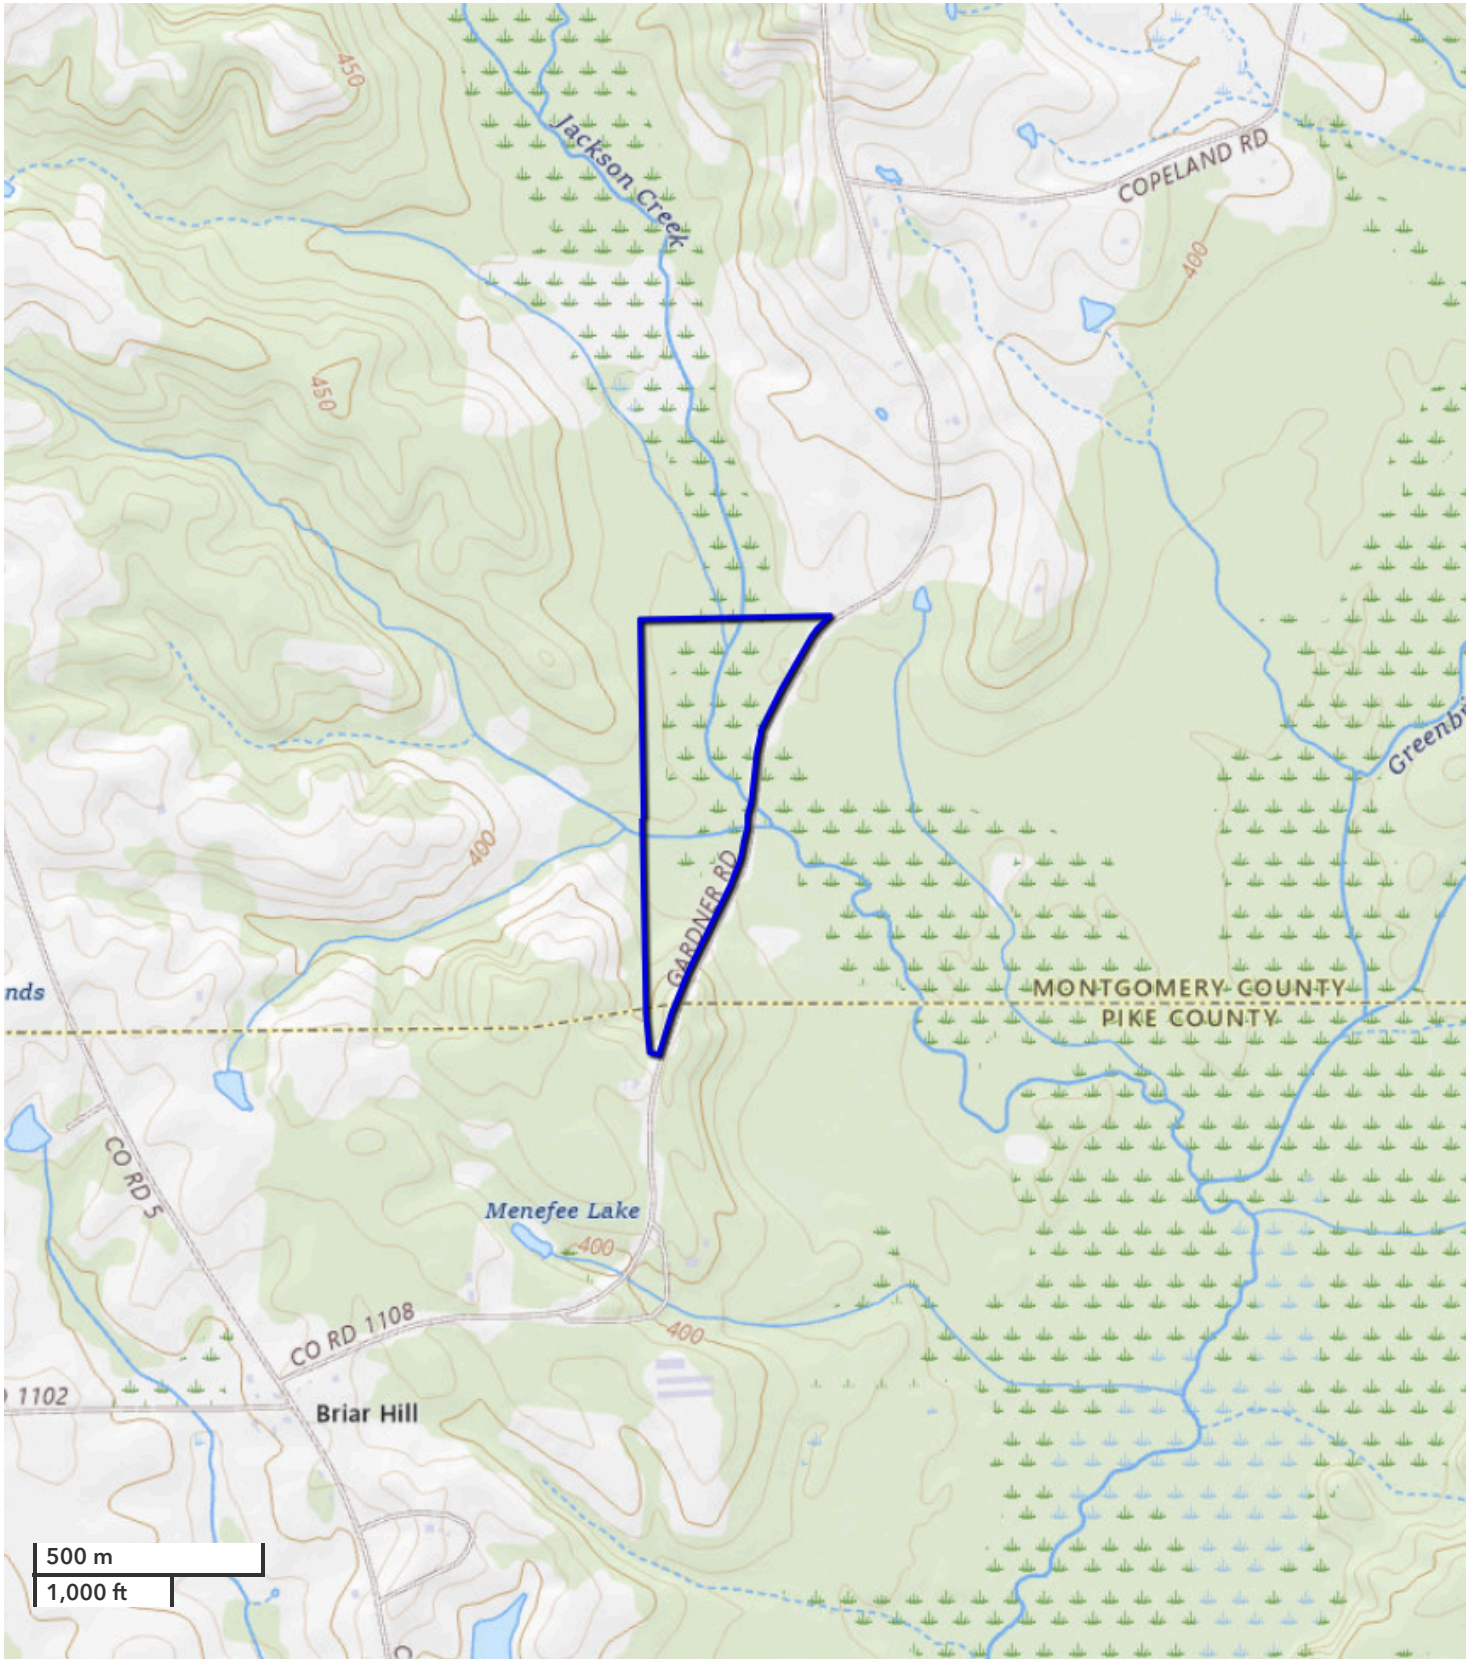 450
Jackson Creek
COPELAND RD
400
450
Greenbri
400
GARDNER RD
nds
MONTGOMERY COUNTY
PIKE COUNTY
CO RD 5
Menefee Lake
400
CO RD 1108
400
1102
Briar Hill
500 m
1,000 ft
C